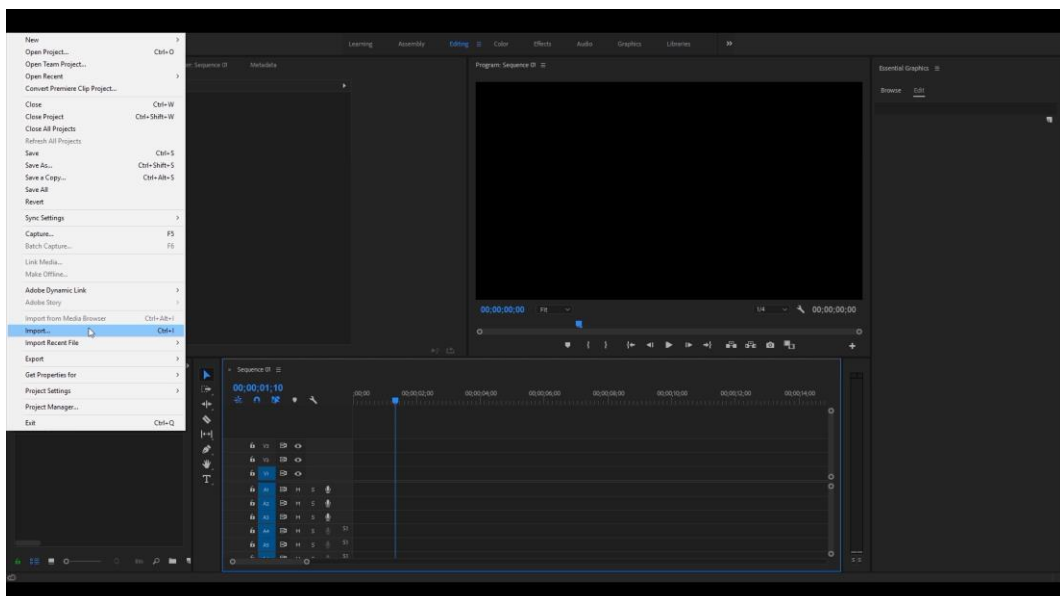 New
Open Project... Ctrl+O
Open Team Project...
Open Recent
Convert Premiere Clip Project...
Close Ctrl+W
Close Project Ctrl+Shift+W
Close All Projects
Refresh All Projects
Save Ctrl+S
Save As... Ctrl+Shift+S
Save a Copy... Ctrl+Alt+S
Save All
Revert
Sync Settings
Capture... F5
Batch Capture... F6
Link Media...
Make Offline...
Adobe Dynamic Link
Adobe Story
Import from Media Browser Ctrl+Alt+I
Import... Ctrl+I
Import Recent File
Export
Get Properties for
Project Settings
Project Manager...
Exit Ctrl+Q
Learning Assembly Editing Color Effects Audio Graphics Libraries
Sequence 01 Metadata
Program: Sequence 01
00;00;00;00 Fit 1/4 00;00;00;00
Essential Graphics
Browse Edit
Sequence 01
00;00;01;10
;00;00 00;00;02;00 00;00;04;00 00;00;06;00 00;00;08;00 00;00;10;00 00;00;12;00 00;00;14;00
V3
V2
V1
A1 M S
A2 M S
A3 M S
A4 M S
A5 M S
S S